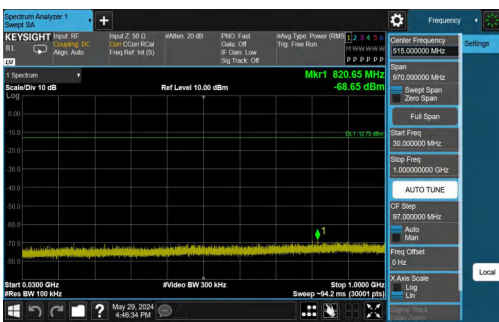 Spectrum Analyzer 1
Swept SA
Frequency
KEYSIGHT
RL
Input: RF
Coupling: DC
Align: Auto
Input Z: 50 Ω
Corr CCorr RCal
Freq Ref: Int (S)
#Atten: 20 dB
PNO: Fast
Gate: Off
IF Gain: Low
Sig Track: Off
#Avg Type: Power (RMS)
Trig: Free Run
1 2 3 4 5 6
M W W W W W
P P P P P P
1 Spectrum
Scale/Div 10 dB
Log
Ref Level 10.00 dBm
Mkr1 820.65 MHz
-68.65 dBm
0.00
-10.0
-20.0
-30.0
-40.0
-50.0
-60.0
-70.0
-80.0
1
Start 0.0300 GHz
#Res BW 100 kHz
#Video BW 300 kHz
Stop 1.0000 GHz
Sweep ~94.2 ms (30001 pts)
May 29, 2024
4:46:34 PM
Center Frequency
515.000000 MHz
Settings
Span
970.000000 MHz
Swept Span
Zero Span
Full Span
Start Freq
30.000000 MHz
Stop Freq
1.000000000 GHz
AUTO TUNE
CF Step
97.000000 MHz
Auto
Man
Freq Offset
0 Hz
X Axis Scale
Log
Lin
Signal Track
Local